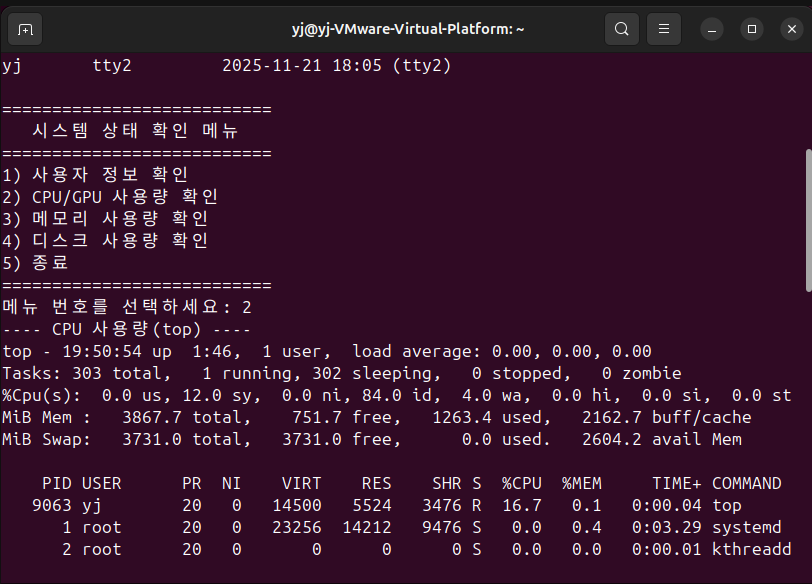 yj@yj-VMware-Virtual-Platform: ~
yj       tty2         2025-11-21 18:05 (tty2)
===========================
   시스템 상태 확인 메뉴
===========================
1) 사용자 정보 확인
2) CPU/GPU 사용량 확인
3) 메모리 사용량 확인
4) 디스크 사용량 확인
5) 종료
===========================
메뉴 번호를 선택하세요: 2
---- CPU 사용량(top) ----
top - 19:50:54 up  1:46,  1 user,  load average: 0.00, 0.00, 0.00
Tasks: 303 total,   1 running, 302 sleeping,   0 stopped,   0 zombie
%Cpu(s):  0.0 us, 12.0 sy,  0.0 ni, 84.0 id,  4.0 wa,  0.0 hi,  0.0 si,  0.0 st
MiB Mem :   3867.7 total,    751.7 free,   1263.4 used,   2162.7 buff/cache
MiB Swap:   3731.0 total,   3731.0 free,      0.0 used.   2604.2 avail Mem
    PID USER      PR  NI    VIRT    RES    SHR S  %CPU  %MEM     TIME+ COMMAND
   9063 yj        20   0   14500   5524   3476 R  16.7   0.1   0:00.04 top
      1 root      20   0   23256  14212   9476 S   0.0   0.4   0:03.29 systemd
      2 root      20   0       0      0      0 S   0.0   0.0   0:00.01 kthreadd